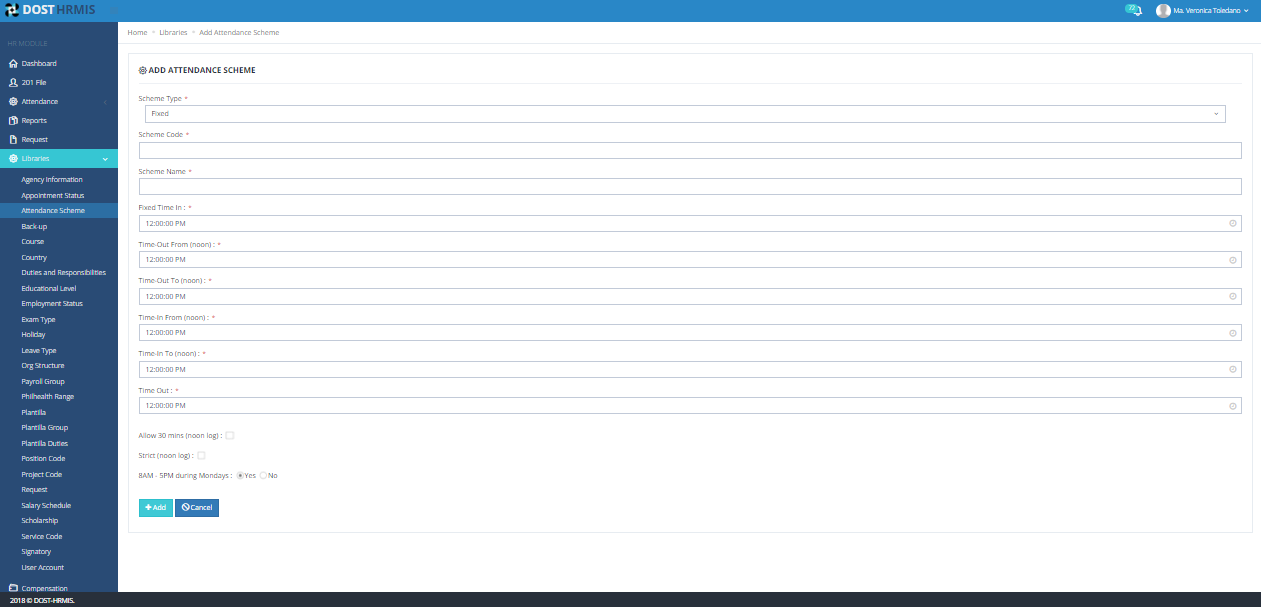 DOST HRMIS
Ma. Veronica Toledano
HR MODULE
Dashboard
201 File
Attendance
Reports
Request
Libraries
Agency Information
Appointment Status
Attendance Scheme
Back-up
Course
Country
Duties and Responsibilities
Educational Level
Employment Status
Exam Type
Holiday
Leave Type
Org Structure
Payroll Group
Philhealth Range
Plantilla
Plantilla Group
Plantilla Duties
Position Code
Project Code
Request
Salary Schedule
Scholarship
Service Code
Signatory
User Account
Compensation
Home Libraries Add Attendance Scheme
ADD ATTENDANCE SCHEME
Scheme Type *
Fixed
Scheme Code *
Scheme Name *
Fixed Time In : *
12:00:00 PM
Time-Out From (noon) : *
12:00:00 PM
Time-Out To (noon) : *
12:00:00 PM
Time-In From (noon) : *
12:00:00 PM
Time-In To (noon) : *
12:00:00 PM
Time Out : *
12:00:00 PM
Allow 30 mins (noon log) :
Strict (noon log) :
8AM - 5PM during Mondays : Yes No
Add Cancel
2018 © DOST-HRMIS.